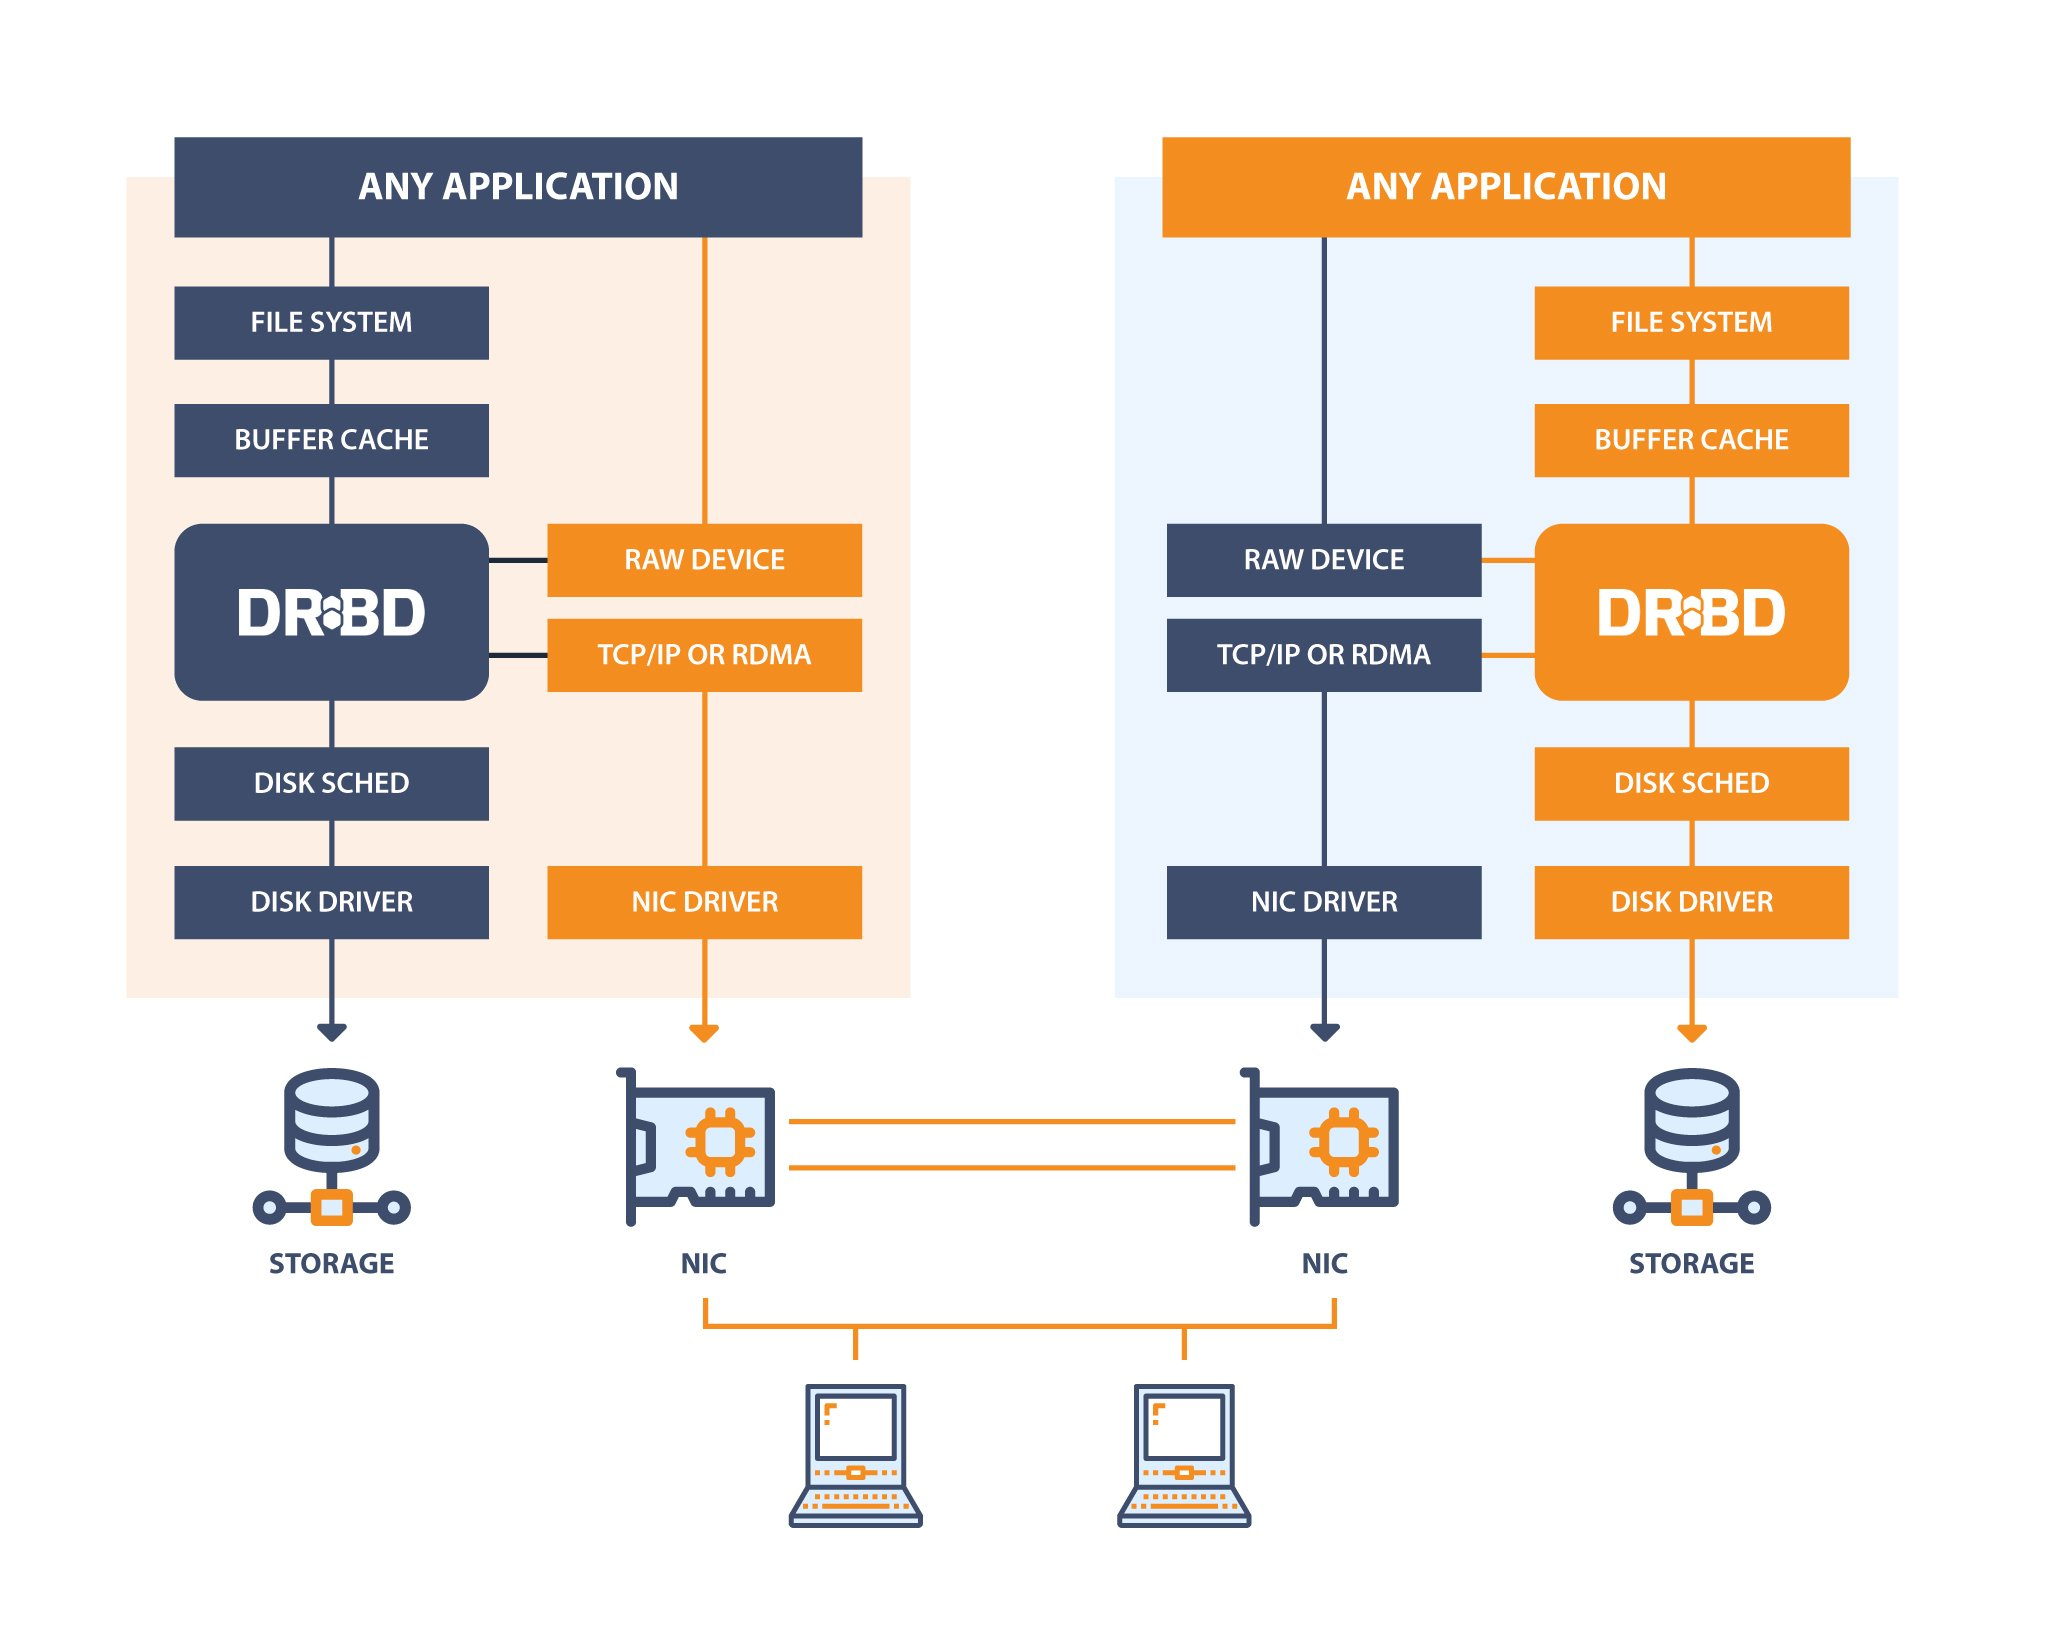 ANY APPLICATION
FILE SYSTEM
BUFFER CACHE
DRBD
RAW DEVICE
TCP/IP OR RDMA
DISK SCHED
DISK DRIVER
NIC DRIVER
STORAGE
NIC
ANY APPLICATION
FILE SYSTEM
BUFFER CACHE
RAW DEVICE
TCP/IP OR RDMA
DRBD
DISK SCHED
NIC DRIVER
DISK DRIVER
NIC
STORAGE